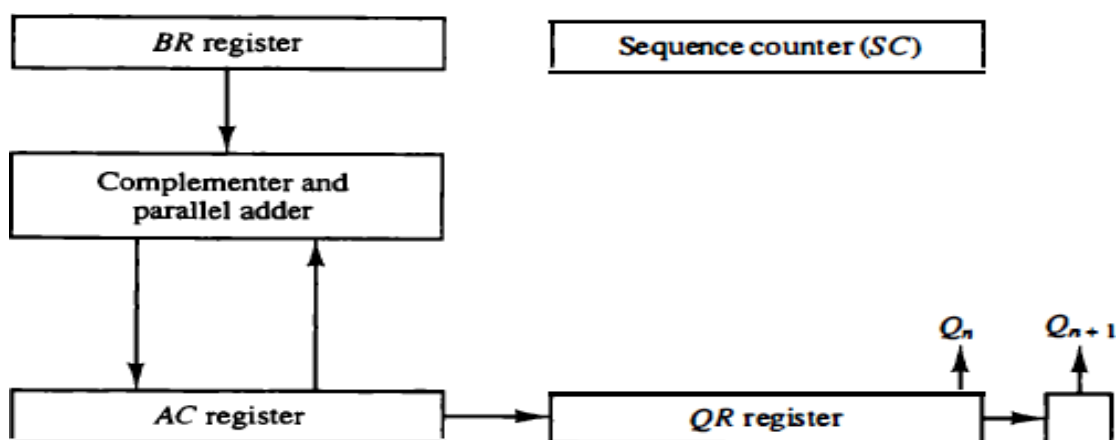 BR register
Sequence counter (SC)
Complementer and
parallel adder
Qn
Qn + 1
AC register
QR register